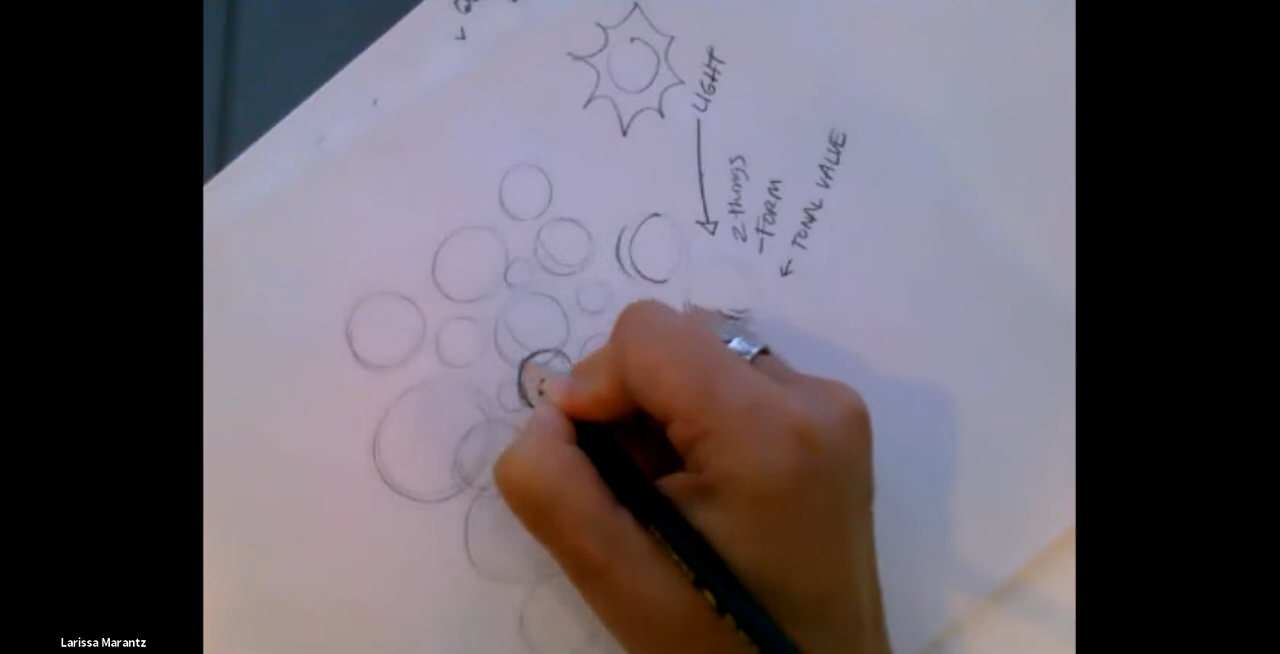 LIGHT
2 things
- FORM
- TONAL VALUE
Larissa Marantz